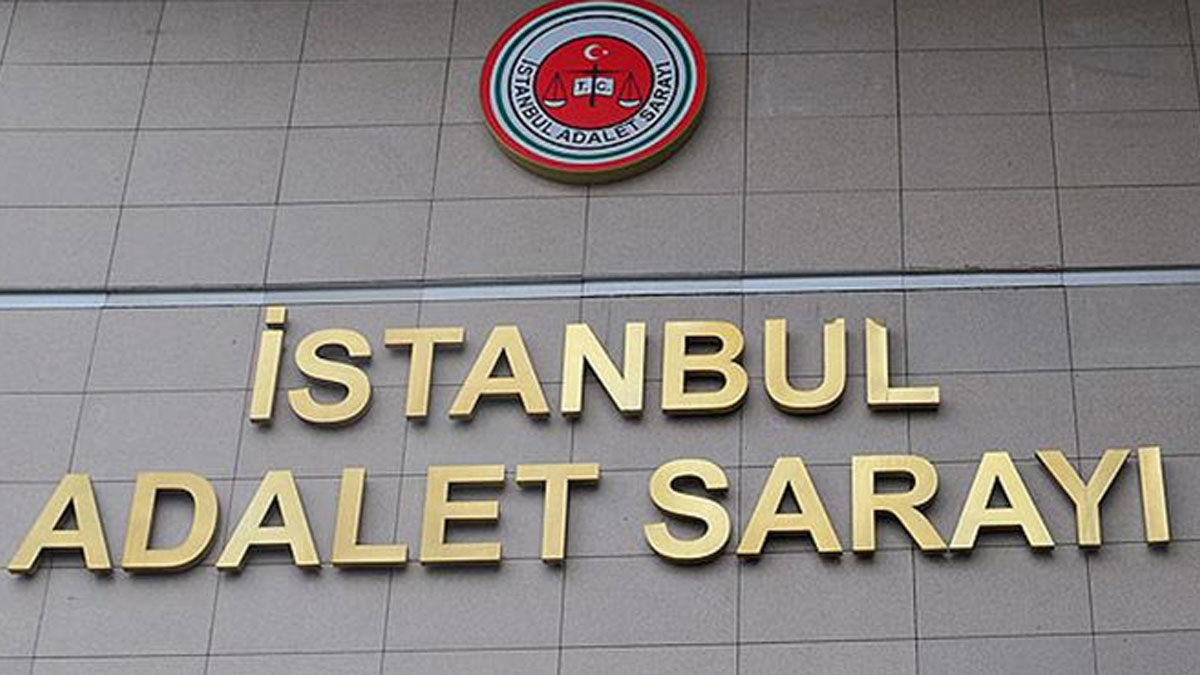 T.C.
İSTANBUL ADALET SARAYI
İSTANBUL
ADALET SARAYI